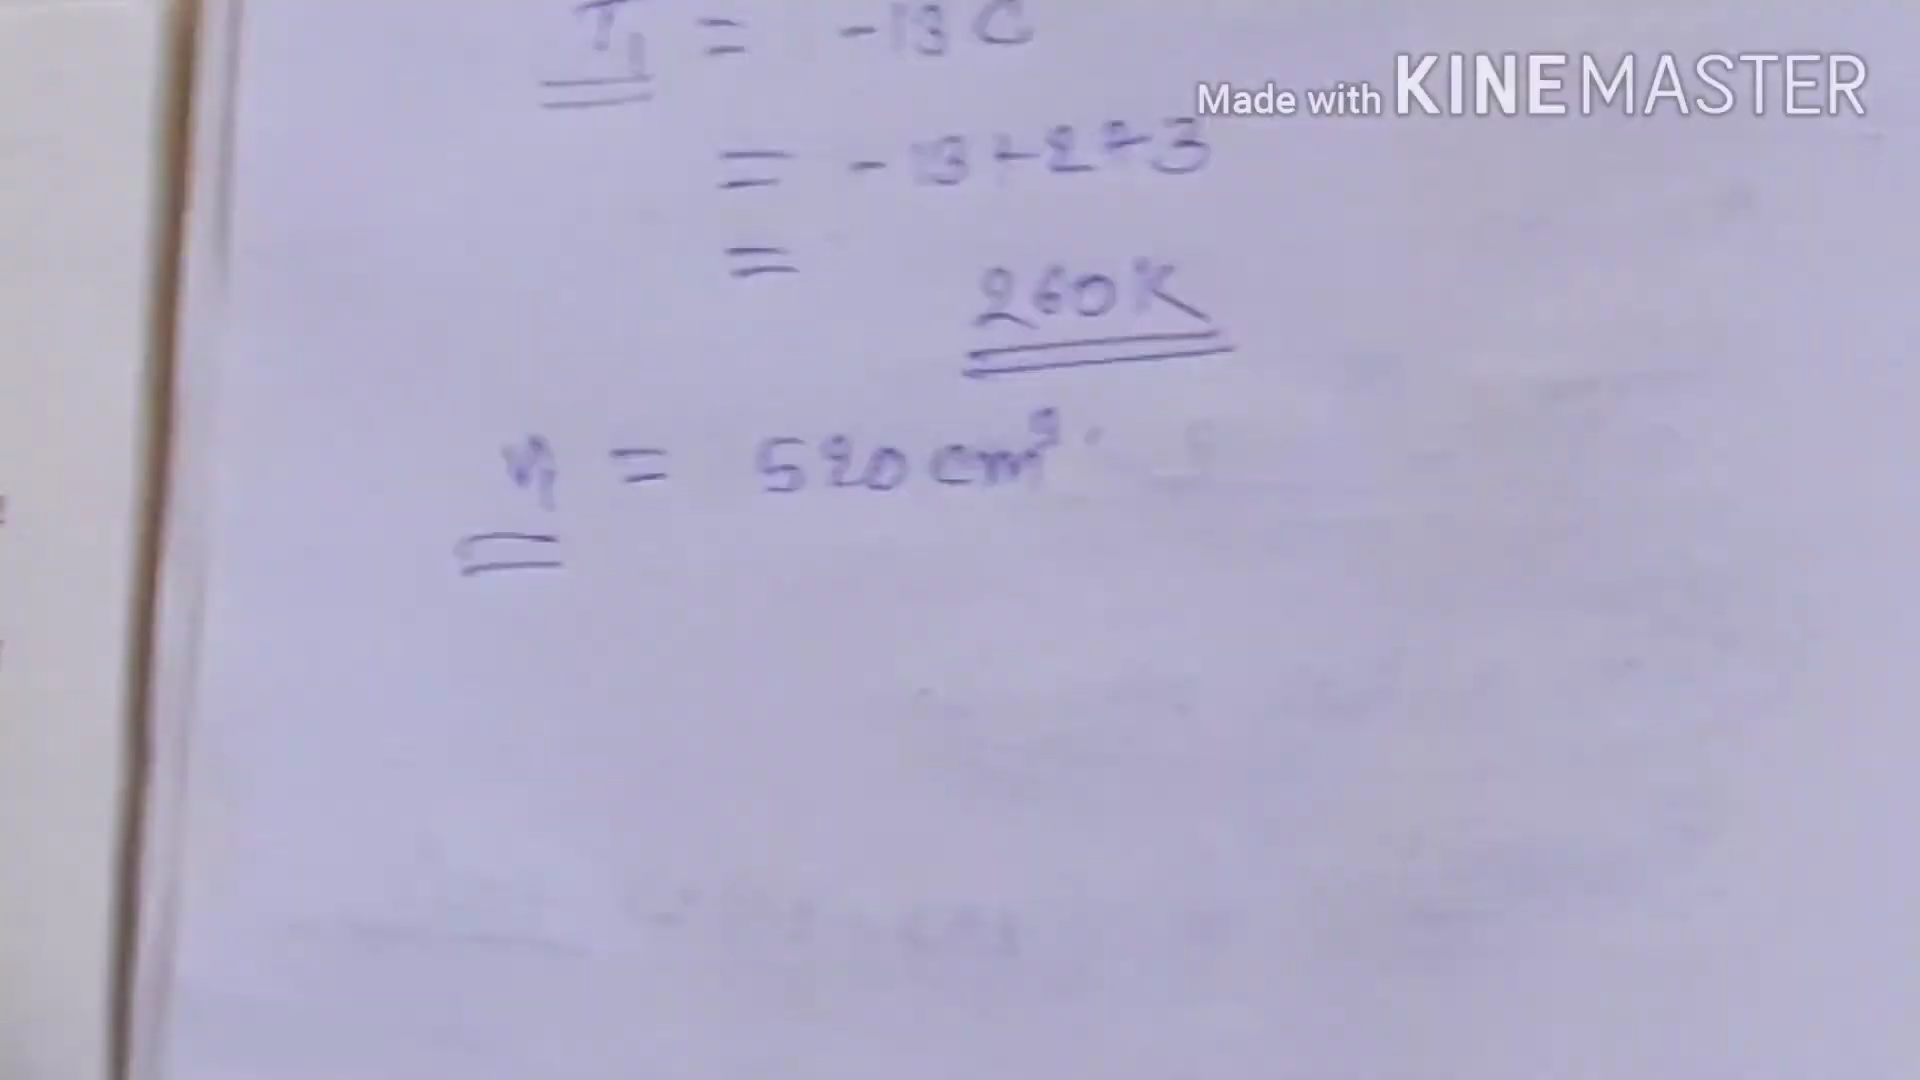 T₁ = -13 C
Made with KINEMASTER
= -13+273
=
260K
V₁ = 520 cm³